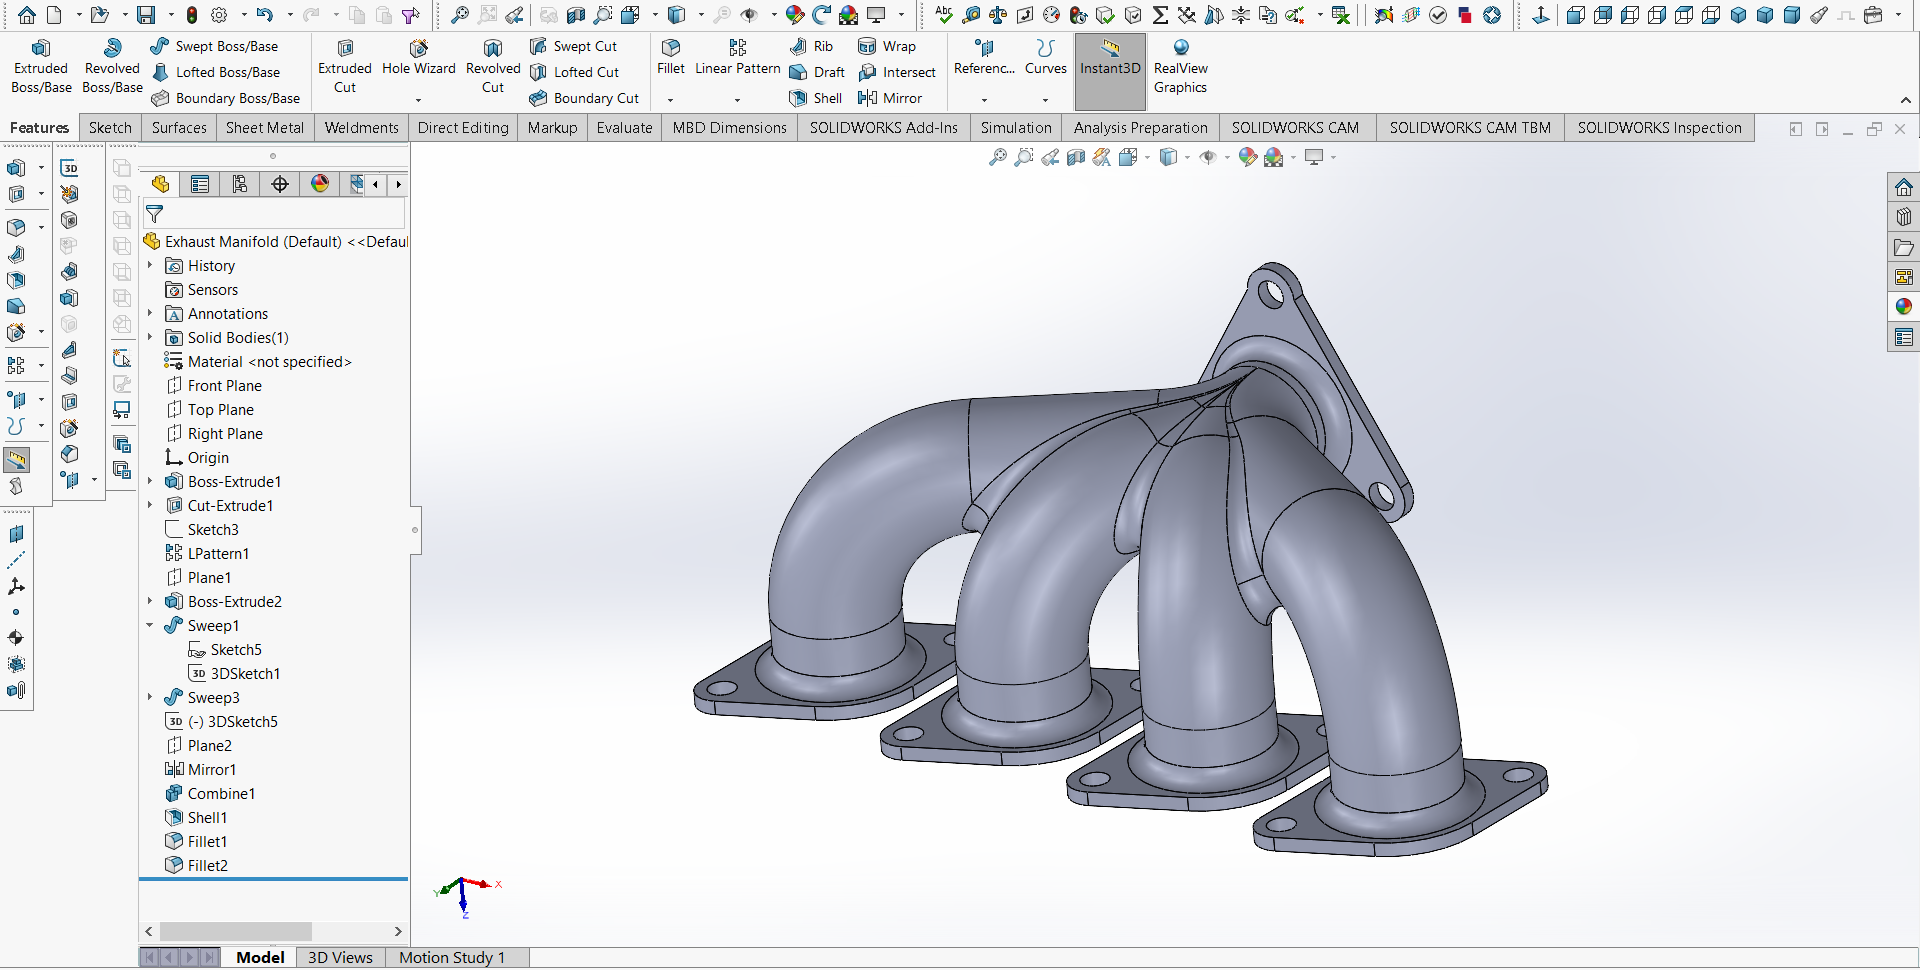 Extruded Boss/Base
Revolved Boss/Base
Swept Boss/Base
Lofted Boss/Base
Boundary Boss/Base
Extruded Cut
Hole Wizard
Revolved Cut
Swept Cut
Lofted Cut
Boundary Cut
Fillet
Linear Pattern
Rib
Draft
Shell
Wrap
Intersect
Mirror
Referenc...
Curves
Instant3D
RealView Graphics
Features
Sketch
Surfaces
Sheet Metal
Weldments
Direct Editing
Markup
Evaluate
MBD Dimensions
SOLIDWORKS Add-Ins
Simulation
Analysis Preparation
SOLIDWORKS CAM
SOLIDWORKS CAM TBM
SOLIDWORKS Inspection
3D
Exhaust Manifold (Default) <<Defaul
History
Sensors
A Annotations
Solid Bodies(1)
Material <not specified>
Front Plane
Top Plane
Right Plane
Origin
Boss-Extrude1
Cut-Extrude1
Sketch3
LPattern1
Plane1
Boss-Extrude2
Sweep1
Sketch5
3D 3DSketch1
Sweep3
3D (-) 3DSketch5
Plane2
Mirror1
Combine1
Shell1
Fillet1
Fillet2
Y
X
Z
Model
3D Views
Motion Study 1